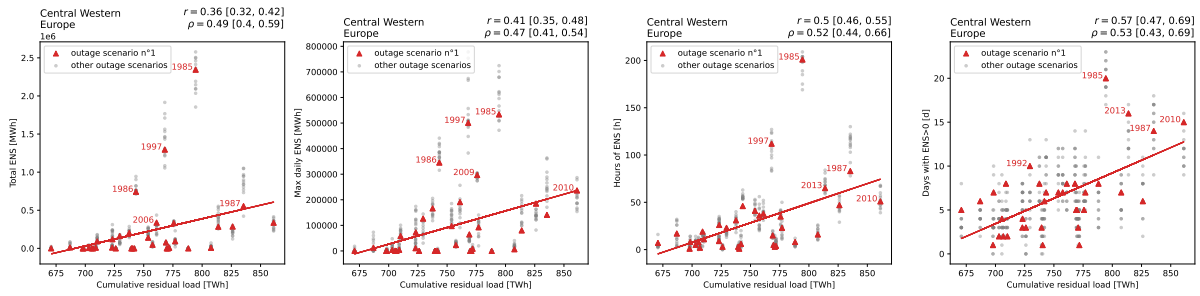 Central Western
Europe
r = 0.36 [0.32, 0.42]
ρ = 0.49 [0.4, 0.59]
1e6
outage scenario n°1
other outage scenarios
1985
1997
1986
2006
1987
Total ENS [MWh]
2.5
2.0
1.5
1.0
0.5
0.0
675 700 725 750 775 800 825 850
Cumulative residual load [TWh]
Central Western
Europe
r = 0.41 [0.35, 0.48]
ρ = 0.47 [0.41, 0.54]
outage scenario n°1
other outage scenarios
1985
1997
1986
2009
2010
Max daily ENS [MWh]
800000
700000
600000
500000
400000
300000
200000
100000
0
675 700 725 750 775 800 825 850
Cumulative residual load [TWh]
Central Western
Europe
r = 0.5 [0.46, 0.55]
ρ = 0.52 [0.44, 0.66]
outage scenario n°1
other outage scenarios
1985
1997
1987
2013
2010
Hours of ENS [h]
200
150
100
50
0
675 700 725 750 775 800 825 850
Cumulative residual load [TWh]
Central Western
Europe
r = 0.57 [0.47, 0.69]
ρ = 0.53 [0.43, 0.69]
outage scenario n°1
other outage scenarios
1985
2013
2010
1987
1992
Days with ENS>0 [d]
20
15
10
5
0
675 700 725 750 775 800 825 850
Cumulative residual load [TWh]